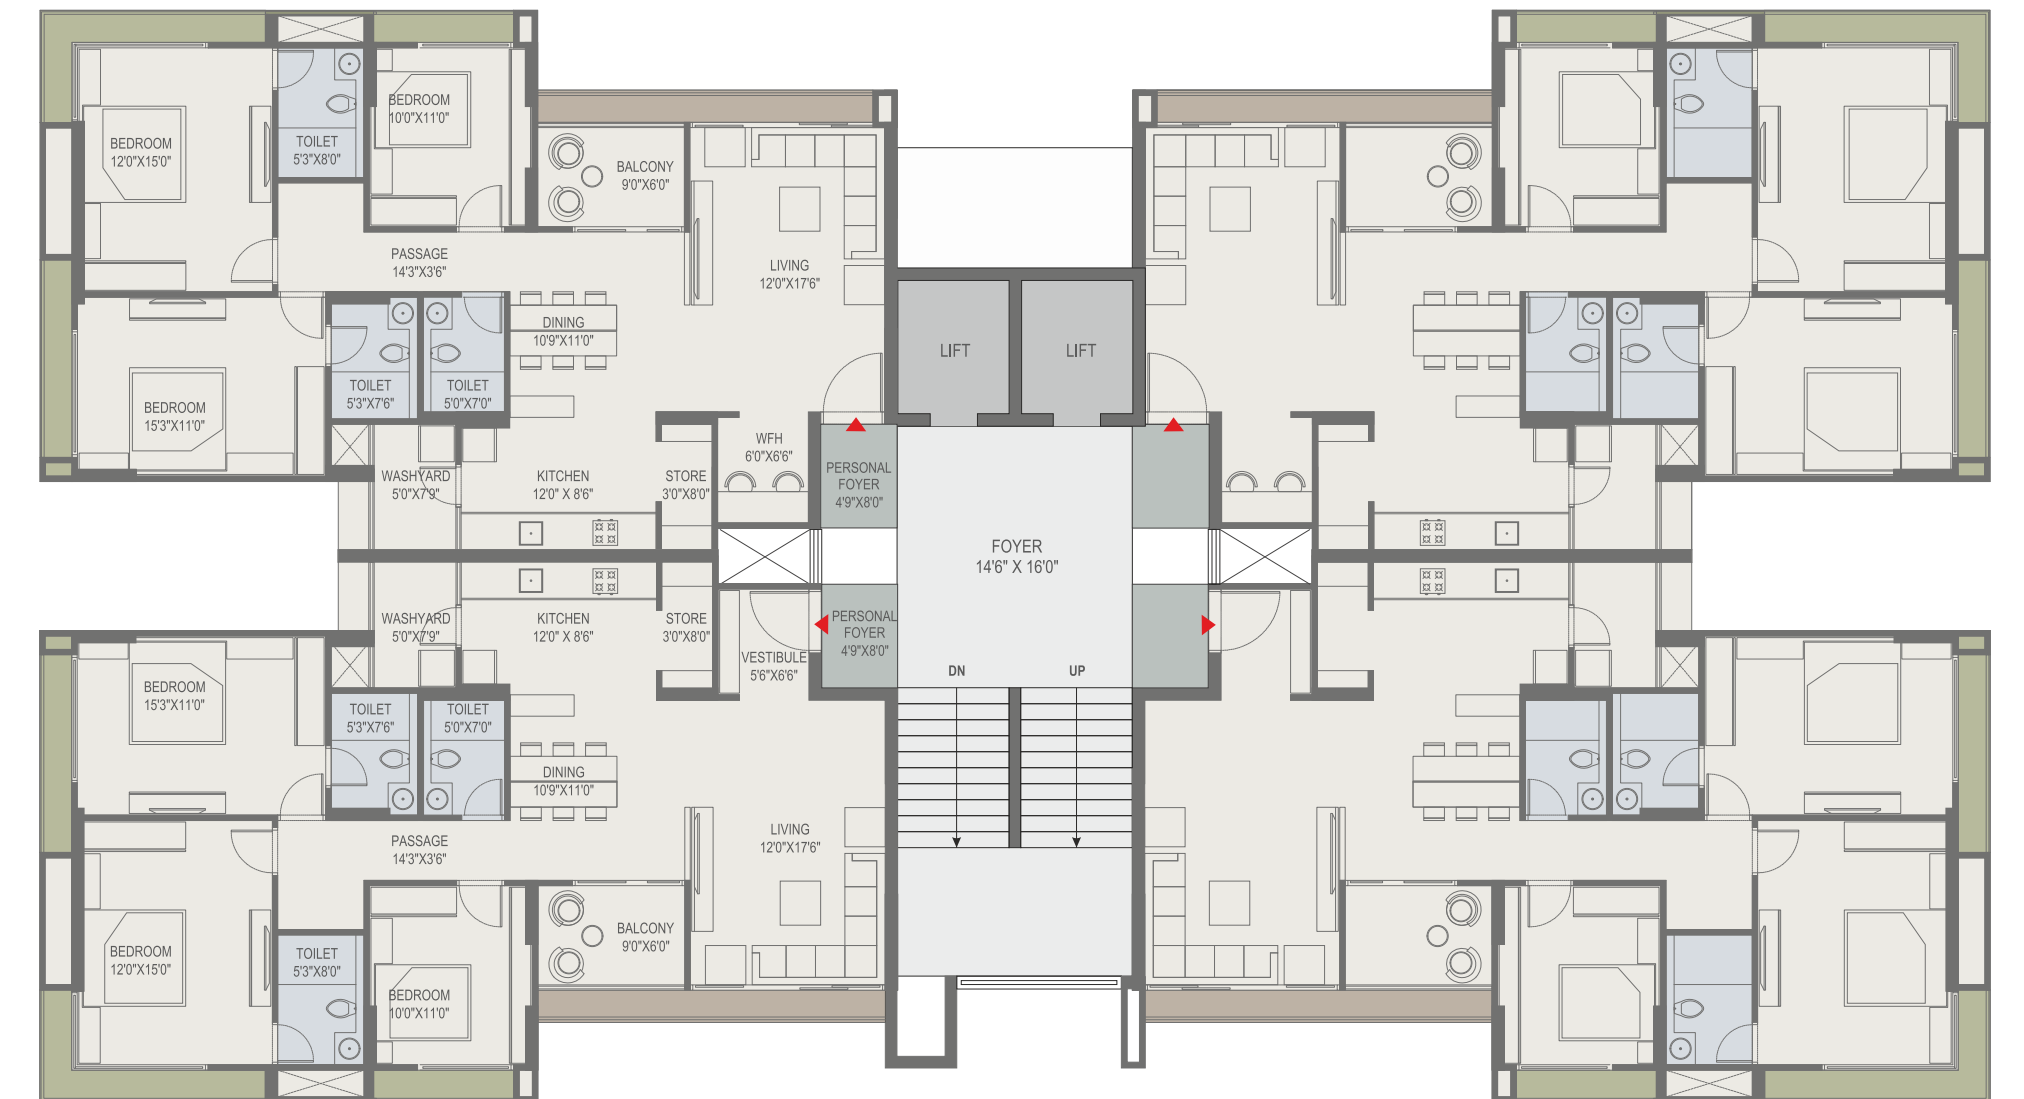 BEDROOM
12'0"X15'0"
TOILET
5'3"X8'0"
BEDROOM
10'0"X11'0"
BALCONY
9'0"X6'0"
PASSAGE
14'3"X3'6"
LIVING
12'0"X17'6"
DINING
10'9"X11'0"
LIFT
LIFT
BEDROOM
15'3"X11'0"
TOILET
5'3"X7'6"
TOILET
5'0"X7'0"
WFH
6'0"X6'6"
WASHYARD
5'0"X7'9"
KITCHEN
12'0" X 8'6"
STORE
3'0"X8'0"
PERSONAL
FOYER
4'9"X8'0"
FOYER
14'6" X 16'0"
WASHYARD
5'0"X7'9"
KITCHEN
12'0" X 8'6"
STORE
3'0"X8'0"
PERSONAL
FOYER
4'9"X8'0"
VESTIBULE
5'6"X6'6"
DN
UP
BEDROOM
15'3"X11'0"
TOILET
5'3"X7'6"
TOILET
5'0"X7'0"
DINING
10'9"X11'0"
PASSAGE
14'3"X3'6"
LIVING
12'0"X17'6"
BEDROOM
12'0"X15'0"
TOILET
5'3"X8'0"
BEDROOM
10'0"X11'0"
BALCONY
9'0"X6'0"